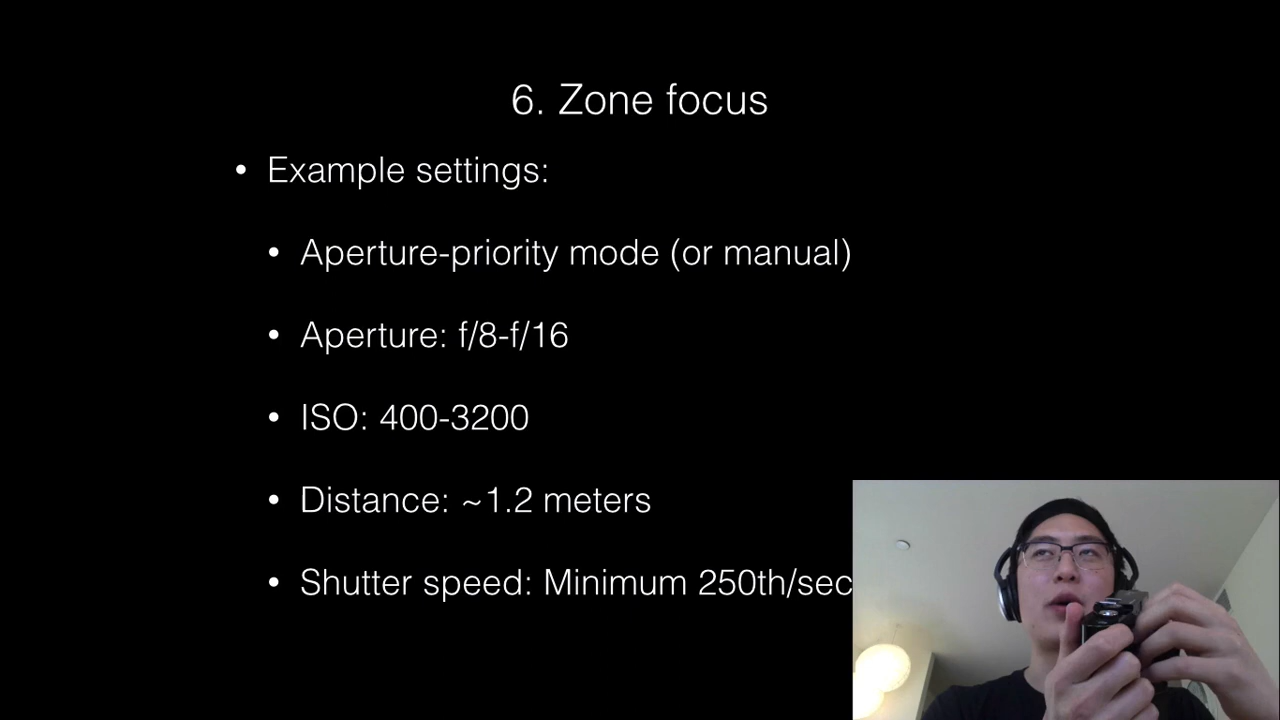 6. Zone focus
• Example settings:
• Aperture-priority mode (or manual)
• Aperture: f/8-f/16
• ISO: 400-3200
• Distance: ~1.2 meters
• Shutter speed: Minimum 250th/sec